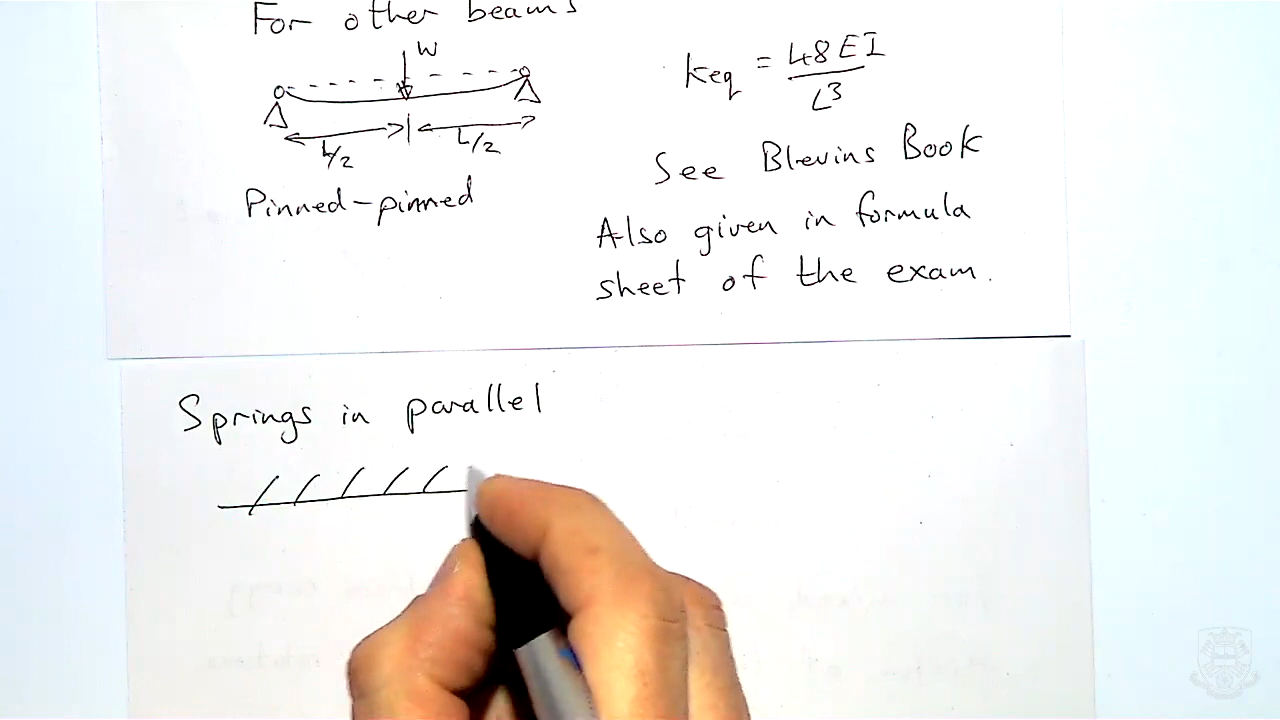 For other beams
W
keq = 48EI / L³
L/2 L/2
See Blevins Book
Pinned-pinned
Also given in formula
sheet of the exam.
Springs in parallel